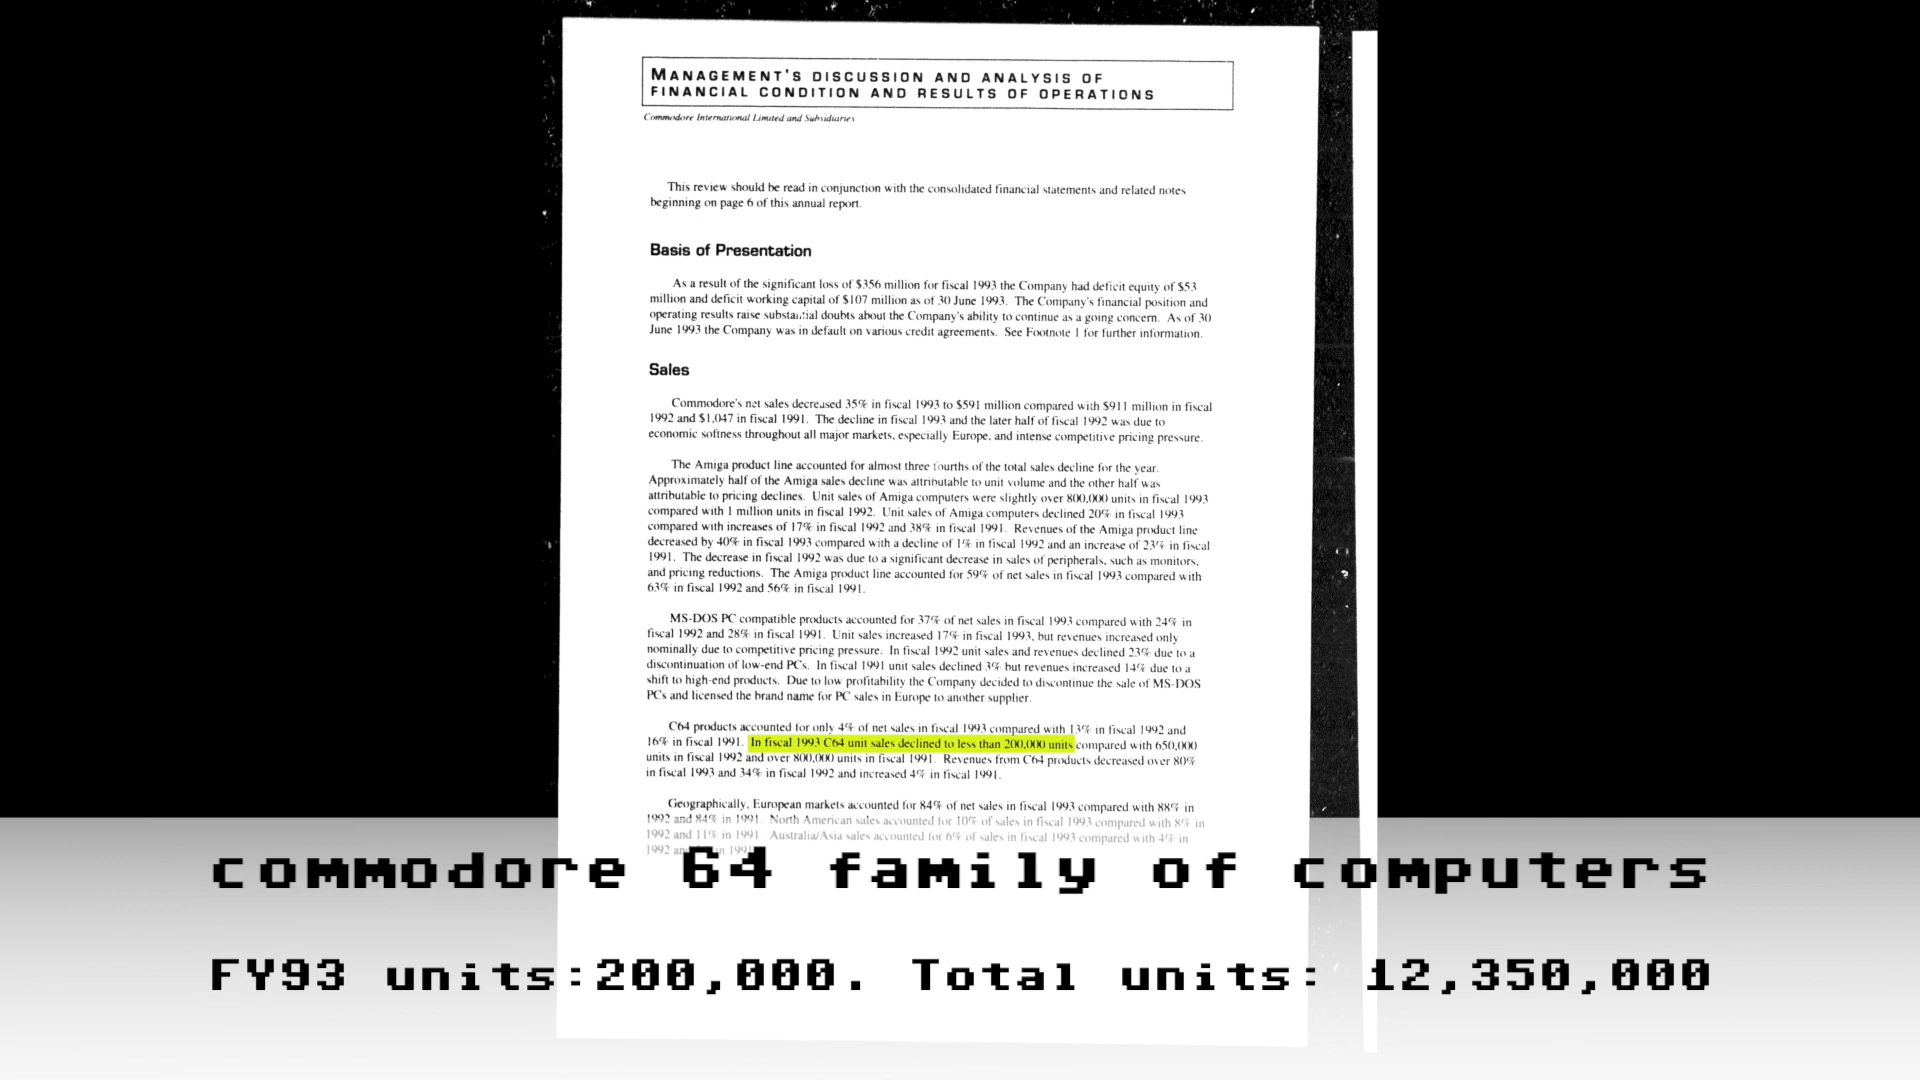 MANAGEMENT'S DISCUSSION AND ANALYSIS OF
FINANCIAL CONDITION AND RESULTS OF OPERATIONS
Commodore International Limited and Subsidiaries
This review should be read in conjunction with the consolidated financial statements and related notes
beginning on page 6 of this annual report.
Basis of Presentation
As a result of the significant loss of $356 million for fiscal 1993 the Company had deficit equity of $53
million and deficit working capital of $107 million as of 30 June 1993. The Company's financial position and
operating results raise substantial doubts about the Company's ability to continue as a going concern. As of 30
June 1993 the Company was in default on various credit agreements. See Footnote 1 for further information.
Sales
Commodore's net sales decreased 35% in fiscal 1993 to $591 million compared with $911 million in fiscal
1992 and $1,047 in fiscal 1991. The decline in fiscal 1993 and the later half of fiscal 1992 was due to
economic softness throughout all major markets, especially Europe, and intense competitive pricing pressure.
The Amiga product line accounted for almost three fourths of the total sales decline for the year.
Approximately half of the Amiga sales decline was attributable to unit volume and the other half was
attributable to pricing declines. Unit sales of Amiga computers were slightly over 800,000 units in fiscal 1993
compared with 1 million units in fiscal 1992. Unit sales of Amiga computers declined 20% in fiscal 1993
compared with increases of 17% in fiscal 1992 and 38% in fiscal 1991. Revenues of the Amiga product line
decreased by 40% in fiscal 1993 compared with a decline of 1% in fiscal 1992 and an increase of 23% in fiscal
1991. The decrease in fiscal 1992 was due to a significant decrease in sales of peripherals, such as monitors,
and pricing reductions. The Amiga product line accounted for 59% of net sales in fiscal 1993 compared with
63% in fiscal 1992 and 56% in fiscal 1991.
MS-DOS PC compatible products accounted for 37% of net sales in fiscal 1993 compared with 24% in
fiscal 1992 and 28% in fiscal 1991. Unit sales increased 17% in fiscal 1993, but revenues increased only
nominally due to competitive pricing pressure. In fiscal 1992 unit sales and revenues declined 23% due to a
discontinuation of low-end PCs. In fiscal 1991 unit sales declined 3% but revenues increased 14% due to a
shift to high-end products. Due to low profitability the Company decided to discontinue the sale of MS-DOS
PCs and licensed the brand name for PC sales in Europe to another supplier.
C64 products accounted for only 4% of net sales in fiscal 1993 compared with 13% in fiscal 1992 and
16% in fiscal 1991. In fiscal 1993 C64 unit sales declined to less than 200,000 units compared with 650,000
units in fiscal 1992 and over 800,000 units in fiscal 1991. Revenues from C64 products decreased over 80%
in fiscal 1993 and 34% in fiscal 1992 and increased 4% in fiscal 1991.
Geographically, European markets accounted for 84% of net sales in fiscal 1993 compared with 88% in
1992 and 84% in 1991. North American sales accounted for 10% of sales in fiscal 1993 compared with 8% in
1992 and 11% in 1991. Australia/Asia sales accounted for 6% of sales in fiscal 1993 compared with 4% in
1992 and in 1991
commodore 64 family of computers
FY93 units:200,000. Total units: 12,350,000